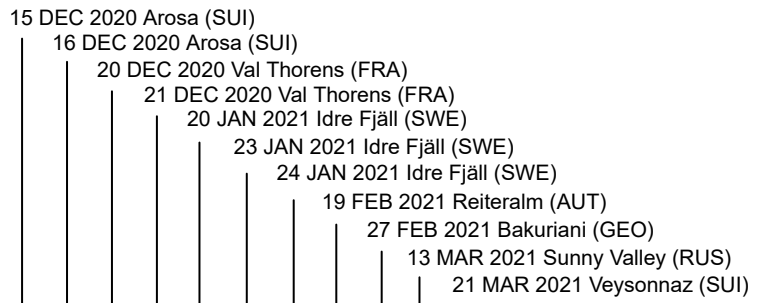 15 DEC 2020 Arosa (SUI)
16 DEC 2020 Arosa (SUI)
20 DEC 2020 Val Thorens (FRA)
21 DEC 2020 Val Thorens (FRA)
20 JAN 2021 Idre Fjäll (SWE)
23 JAN 2021 Idre Fjäll (SWE)
24 JAN 2021 Idre Fjäll (SWE)
19 FEB 2021 Reiteralm (AUT)
27 FEB 2021 Bakuriani (GEO)
13 MAR 2021 Sunny Valley (RUS)
21 MAR 2021 Veysonnaz (SUI)